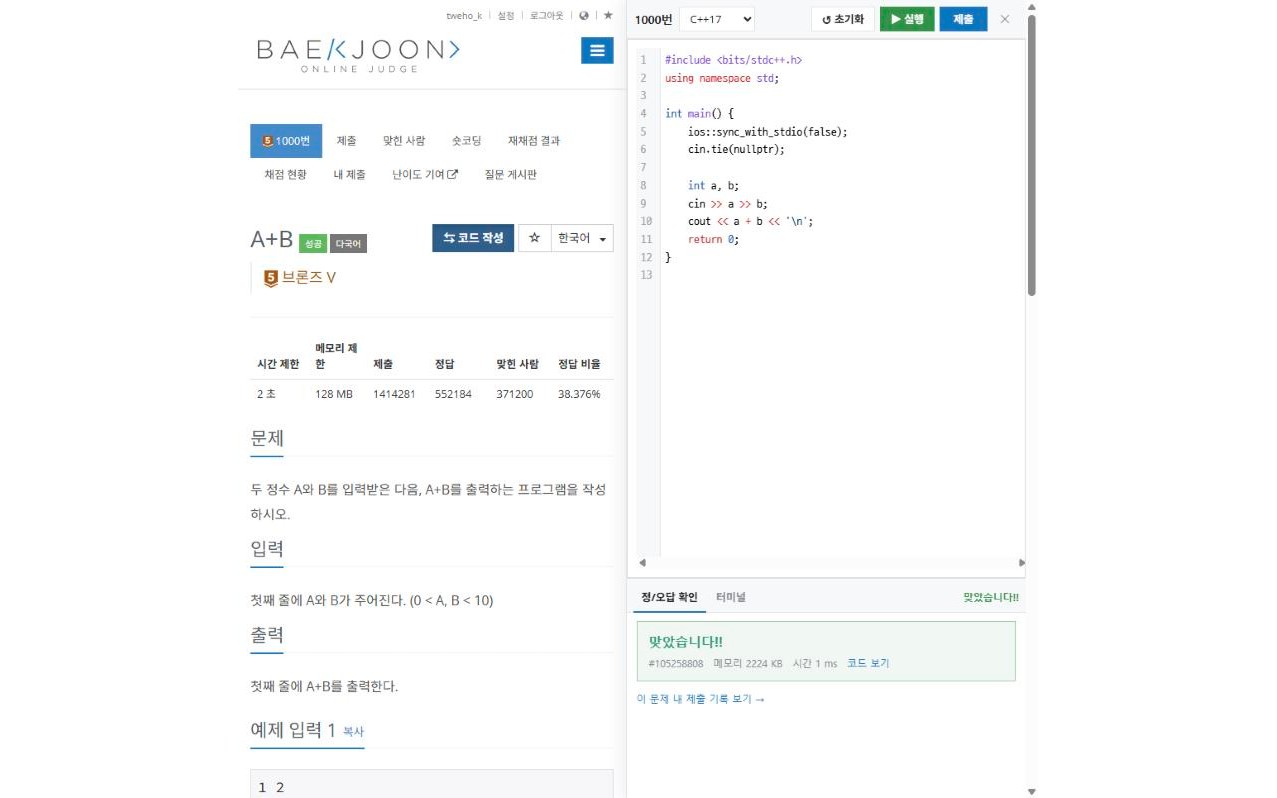 tweho_k | 설정 | 로그아웃 | |
BAEKJOON>
ONLINE JUDGE
5 1000번 제출 맞힌 사람 숏코딩 재채점 결과
채점 현황 내 제출 난이도 기여 질문 게시판
A+B 성공 다국어 코드 작성 한국어
5 브론즈 V
시간 제한 메모리 제한 제출 정답 맞힌 사람 정답 비율
2 초 128 MB 1414281 552184 371200 38.376%
문제
두 정수 A와 B를 입력받은 다음, A+B를 출력하는 프로그램을 작성
하시오.
입력
첫째 줄에 A와 B가 주어진다. (0 < A, B < 10)
출력
첫째 줄에 A+B를 출력한다.
예제 입력 1 복사
1 2
1000번 C++17 초기화 실행 제출 ×
1 #include <bits/stdc++.h>
2 using namespace std;
3
4 int main() {
5 ios::sync_with_stdio(false);
6 cin.tie(nullptr);
7
8 int a, b;
9 cin >> a >> b;
10 cout << a + b << '\n';
11 return 0;
12 }
13
정/오답 확인 터미널 맞았습니다!!
맞았습니다!!
#105258808 메모리 2224 KB 시간 1 ms 코드 보기
이 문제 내 제출 기록 보기 →